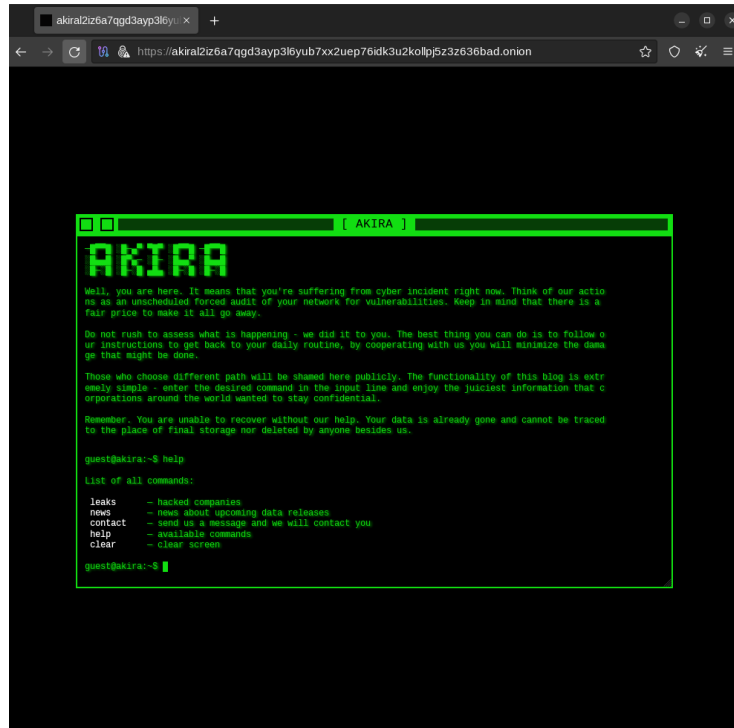 akiral2iz6a7qgd3ayp3l6yu
https://akiral2iz6a7qgd3ayp3l6yub7xx2uep76idk3u2kollpj5z3z636bad.onion
[ AKIRA ]
AKIRA
Well, you are here. It means that you're suffering from cyber incident right now. Think of our actio
ns as an unscheduled forced audit of your network for vulnerabilities. Keep in mind that there is a
fair price to make it all go away.
Do not rush to assess what is happening - we did it to you. The best thing you can do is to follow o
ur instructions to get back to your daily routine, by cooperating with us you will minimize the dama
ge that might be done.
Those who choose different path will be shamed here publicly. The functionality of this blog is extr
emely simple - enter the desired command in the input line and enjoy the juiciest information that c
orporations around the world wanted to stay confidential.
Remember. You are unable to recover without our help. Your data is already gone and cannot be traced
to the place of final storage nor deleted by anyone besides us.
guest@akira:~$ help
List of all commands:
leaks — hacked companies
news — news about upcoming data releases
contact — send us a message and we will contact you
help — available commands
clear — clear screen
guest@akira:~$